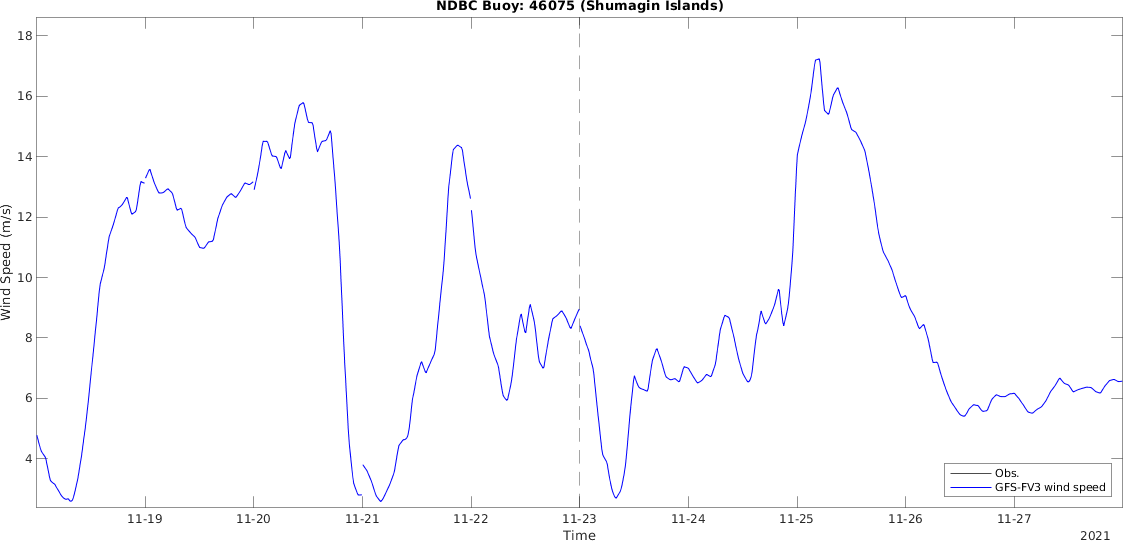 NDBC Buoy: 46075 (Shumagin Islands)
18
16
14
12
10
8
6
4
Wind Speed (m/s)
Obs.
GFS-FV3 wind speed
11-19 11-20 11-21 11-22 11-23 11-24 11-25 11-26 11-27
Time
2021